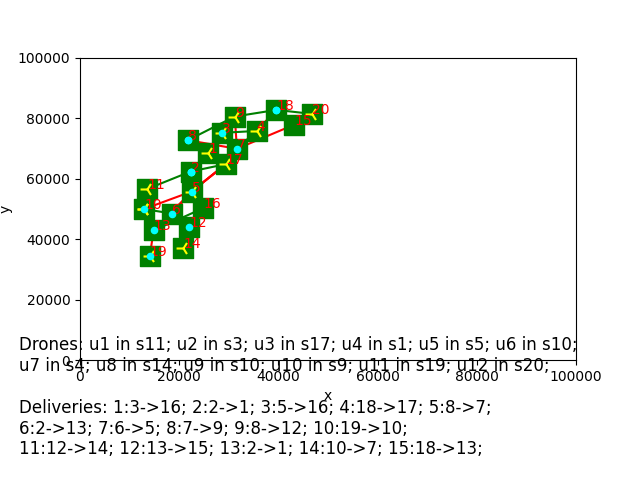 100000
80000
60000
40000
20000
0
0 20000 40000 60000 80000 100000
x
y
20
11
16
14
19
Drones: u1 in s11; u2 in s3; u3 in s17; u4 in s1; u5 in s5; u6 in s10;
u7 in s4; u8 in s14; u9 in s10; u10 in s9; u11 in s19; u12 in s20;
Deliveries: 1:3->16; 2:2->1; 3:5->16; 4:18->17; 5:8->7;
6:2->13; 7:6->5; 8:7->9; 9:8->12; 10:19->10;
11:12->14; 12:13->15; 13:2->1; 14:10->7; 15:18->13;